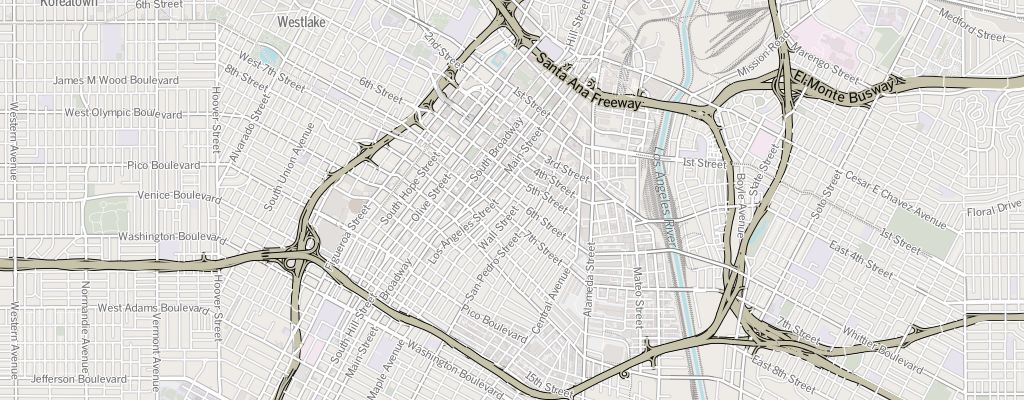 Koreatown
6th Street
Westlake
Hill Street
Medford Street
2nd Street
Mission Road
Marengo Street
West 7th Street
Santa Ana Freeway
El Monte Busway
James M Wood Boulevard
8th Street
6th Street
1st Street
Western Avenue
West Olympic Boulevard
Hoover Street
Alvarado Street
South Union Avenue
South Broadway
Main Street
Pico Boulevard
3rd Street
Los Angeles River
1st Street
State Street
4th Street
Boyle Avenue
Soto Street
Cesar E Chavez Avenue
Venice Boulevard
South Hope Street
Olive Street
5th Street
Floral Drive
Figueroa Street
Los Angeles Street
Wall Street
6th Street
1st Street
Washington Boulevard
7th Street
East 4th Street
San Pedro Street
Broadway
Alameda Street
Mateo Street
Central Avenue
Normandie Avenue
Hoover Street
West Adams Boulevard
Western Avenue
Vermont Avenue
South Hill Street
Main Street
Pico Boulevard
7th Street
Whittier Boulevard
Maple Avenue
Washington Boulevard
East 8th Street
Jefferson Boulevard
15th Street